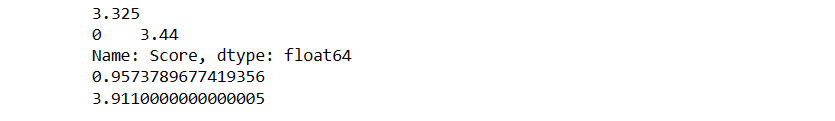 3.325
0    3.44
Name: Score, dtype: float64
0.9573789677419356
3.9110000000000005